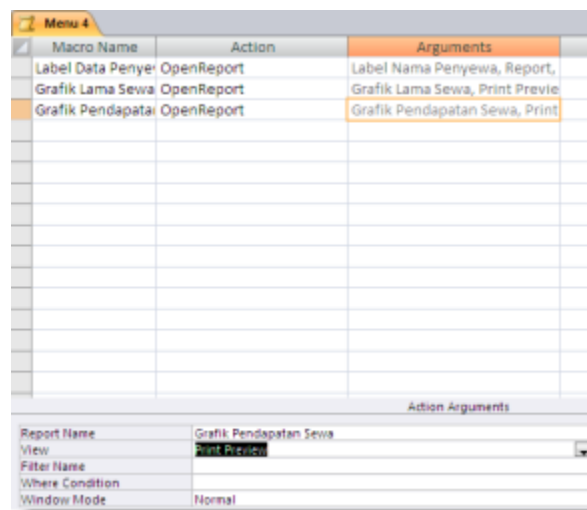 Menu 4
Macro Name Action Arguments
Label Data Penye OpenReport Label Nama Penyewa, Report,
Grafik Lama Sewa OpenReport Grafik Lama Sewa, Print Previe
Grafik Pendapata OpenReport Grafik Pendapatan Sewa, Print
Action Arguments
Report Name Grafik Pendapatan Sewa
View Print Preview
Filter Name
Where Condition
Window Mode Normal